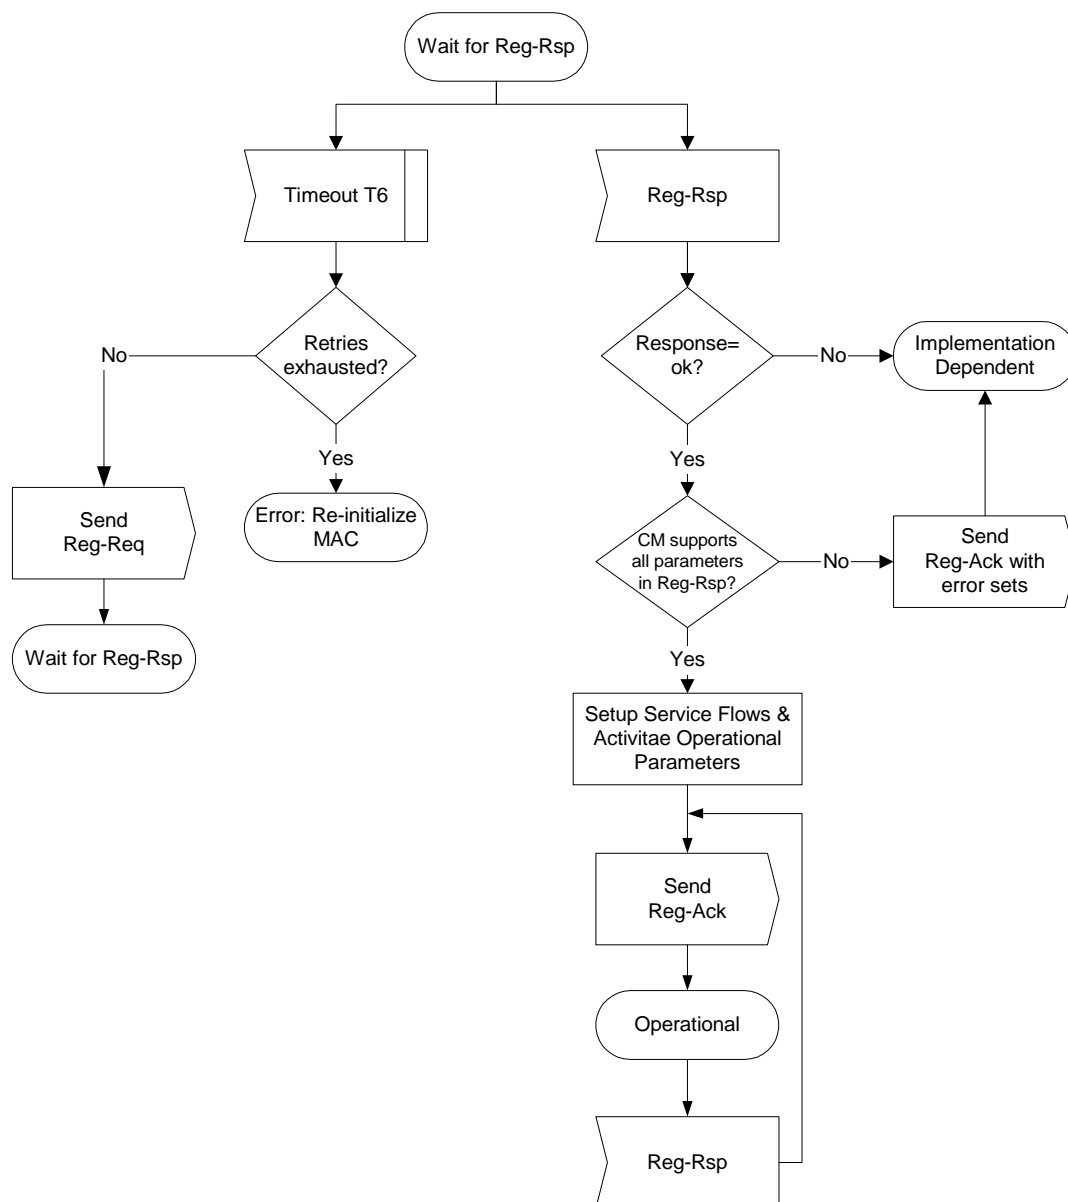 Wait for Reg-Rsp
Timeout T6
Reg-Rsp
Retries
exhausted?
Response=
ok?
No
No
Implementation
Dependent
Yes
Yes
Send
Reg-Req
Error: Re-initialize
MAC
CM supports
all parameters
in Reg-Rsp?
No
Send
Reg-Ack with
error sets
Wait for Reg-Rsp
Yes
Setup Service Flows &
Activitae Operational
Parameters
Send
Reg-Ack
Operational
Reg-Rsp